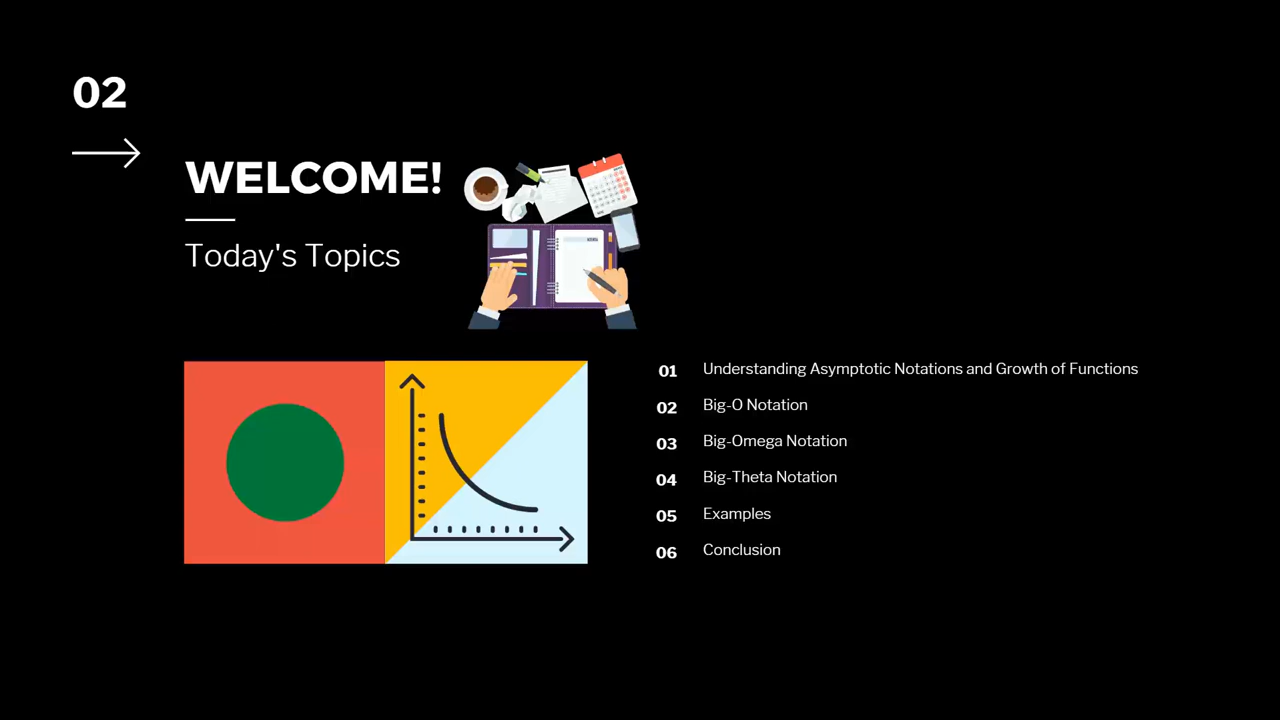 02
WELCOME!
Today's Topics
01 Understanding Asymptotic Notations and Growth of Functions
02 Big-O Notation
03 Big-Omega Notation
04 Big-Theta Notation
05 Examples
06 Conclusion